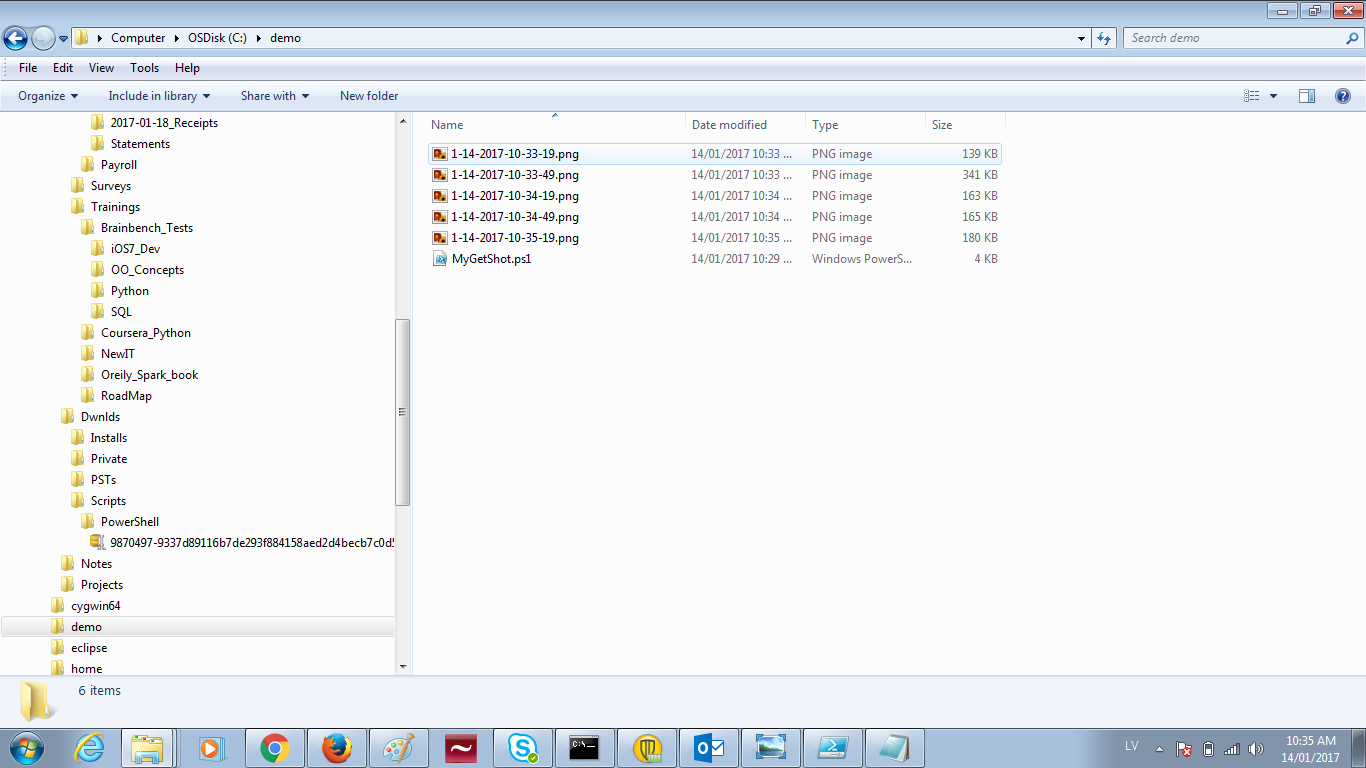 Computer OSDisk (C:) demo
Search demo
File Edit View Tools Help
Organize Include in library Share with New folder
2017-01-18_Receipts
Statements
Payroll
Surveys
Trainings
Brainbench_Tests
iOS7_Dev
OO_Concepts
Python
SQL
Coursera_Python
NewIT
Oreily_Spark_book
RoadMap
Dwnlds
Installs
Private
PSTs
Scripts
PowerShell
9870497-9337d89116b7de293f884158aed2d4becb7c0d5
Notes
Projects
cygwin64
demo
eclipse
home
Name Date modified Type Size
1-14-2017-10-33-19.png 14/01/2017 10:33 ... PNG image 139 KB
1-14-2017-10-33-49.png 14/01/2017 10:33 ... PNG image 341 KB
1-14-2017-10-34-19.png 14/01/2017 10:34 ... PNG image 163 KB
1-14-2017-10-34-49.png 14/01/2017 10:34 ... PNG image 165 KB
1-14-2017-10-35-19.png 14/01/2017 10:35 ... PNG image 180 KB
MyGetShot.ps1 14/01/2017 10:29 ... Windows PowerS... 4 KB
6 items
LV
10:35 AM
14/01/2017